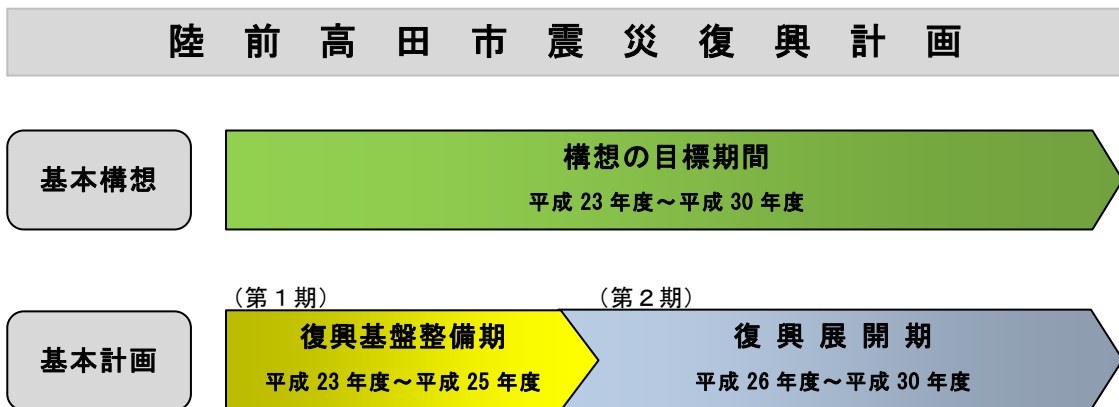 陸前高田市震災復興計画
基本構想
構想の目標期間
平成 23 年度～平成 30 年度
（第１期）
（第２期）
基本計画
復興基盤整備期
平成 23 年度～平成 25 年度
復興展開期
平成 26 年度～平成 30 年度